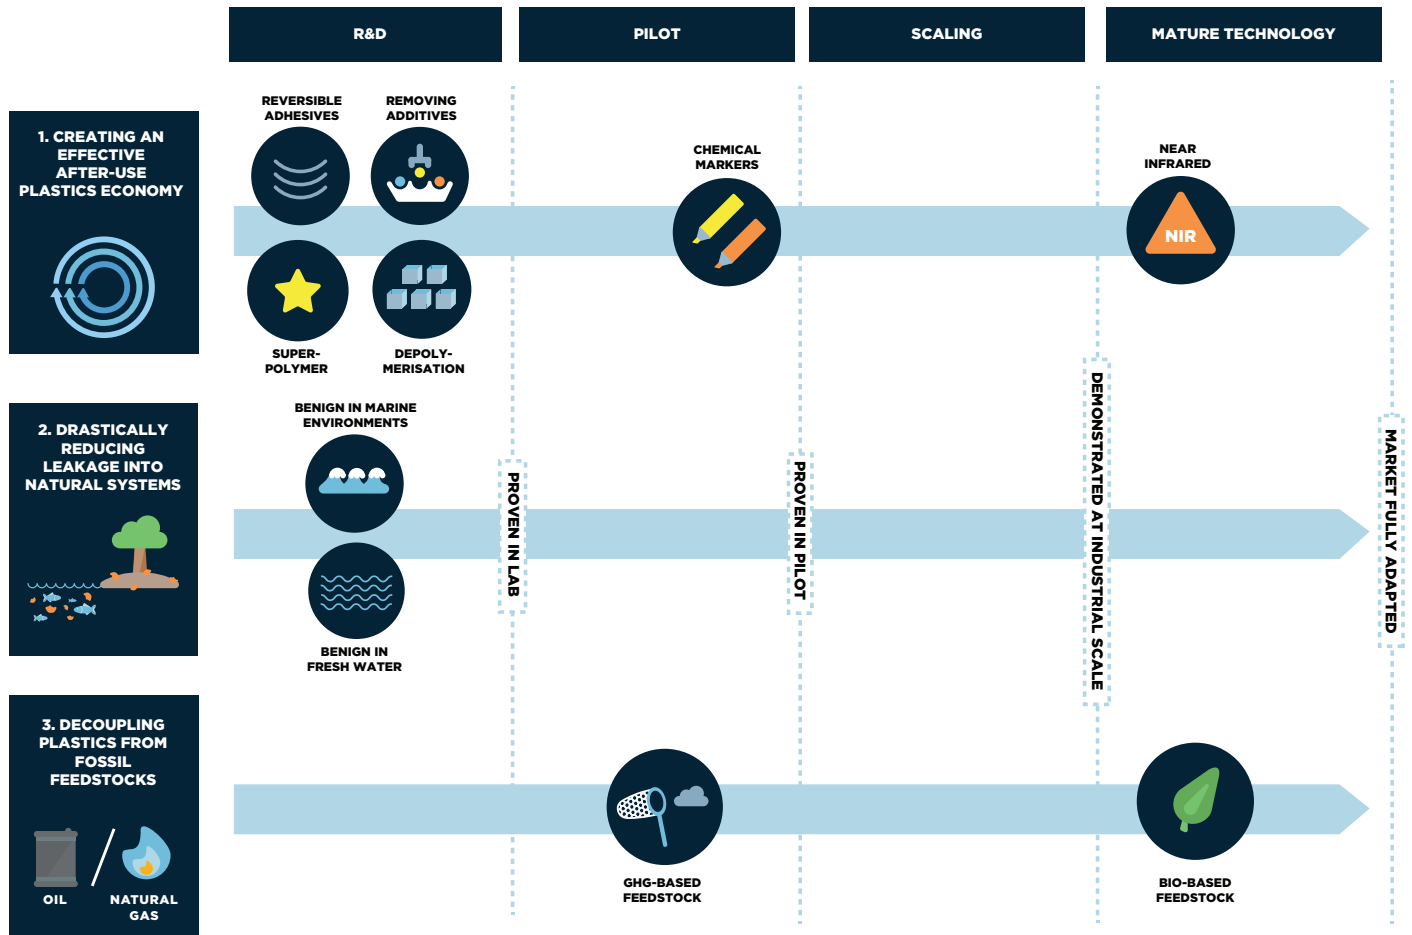 R&D
PILOT
SCALING
MATURE TECHNOLOGY
1. CREATING AN
EFFECTIVE
AFTER-USE
PLASTICS ECONOMY
REVERSIBLE
ADHESIVES
REMOVING
ADDITIVES
SUPER-
POLYMER
DEPOLY-
MERISATION
CHEMICAL
MARKERS
NEAR
INFRARED
NIR
2. DRASTICALLY
REDUCING
LEAKAGE INTO
NATURAL SYSTEMS
BENIGN IN MARINE
ENVIRONMENTS
BENIGN IN
FRESH WATER
PROVEN IN LAB
PROVEN IN PILOT
DEMONSTRATED AT INDUSTRIAL SCALE
MARKET FULLY ADAPTED
3. DECOUPLING
PLASTICS FROM
FOSSIL
FEEDSTOCKS
OIL
NATURAL
GAS
GHG-BASED
FEEDSTOCK
BIO-BASED
FEEDSTOCK